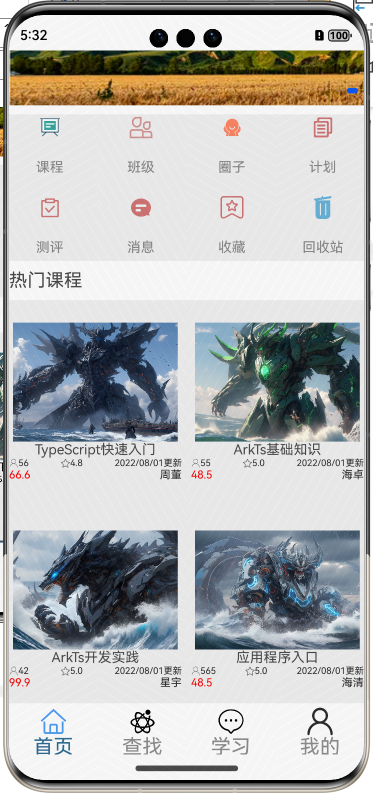 5:32 100
课程 班级 圈子 计划
测评 消息 收藏 回收站
热门课程
TypeScript快速入门 ArkTs基础知识
56 4.8 2022/08/01更新 55 5.0 2022/08/01更新
66.6 周董 48.5 海卓
ArkTs开发实践 应用程序入口
42 5.0 2022/08/01更新 565 5.0 2022/08/01更新
99.9 星宇 48.5 海清
首页 查找 学习 我的